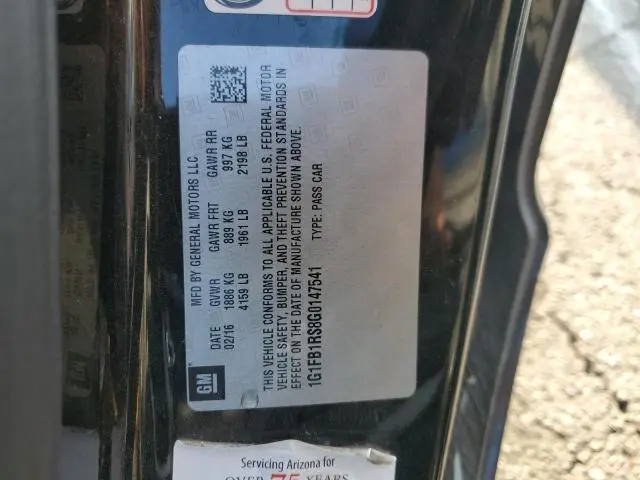 GM
MFD BY GENERAL MOTORS LLC
DATE GVWR GAWR FRT GAWR RR
02/16 1886 KG 889 KG 997 KG
4159 LB 1961 LB 2198 LB
THIS VEHICLE CONFORMS TO ALL APPLICABLE U.S. FEDERAL MOTOR
VEHICLE SAFETY, BUMPER, AND THEFT PREVENTION STANDARDS IN
EFFECT ON THE DATE OF MANUFACTURE SHOWN ABOVE.
1G1FB1RS8G0147541 TYPE: PASS CAR
Servicing Arizona for
OVER 75 YEARS